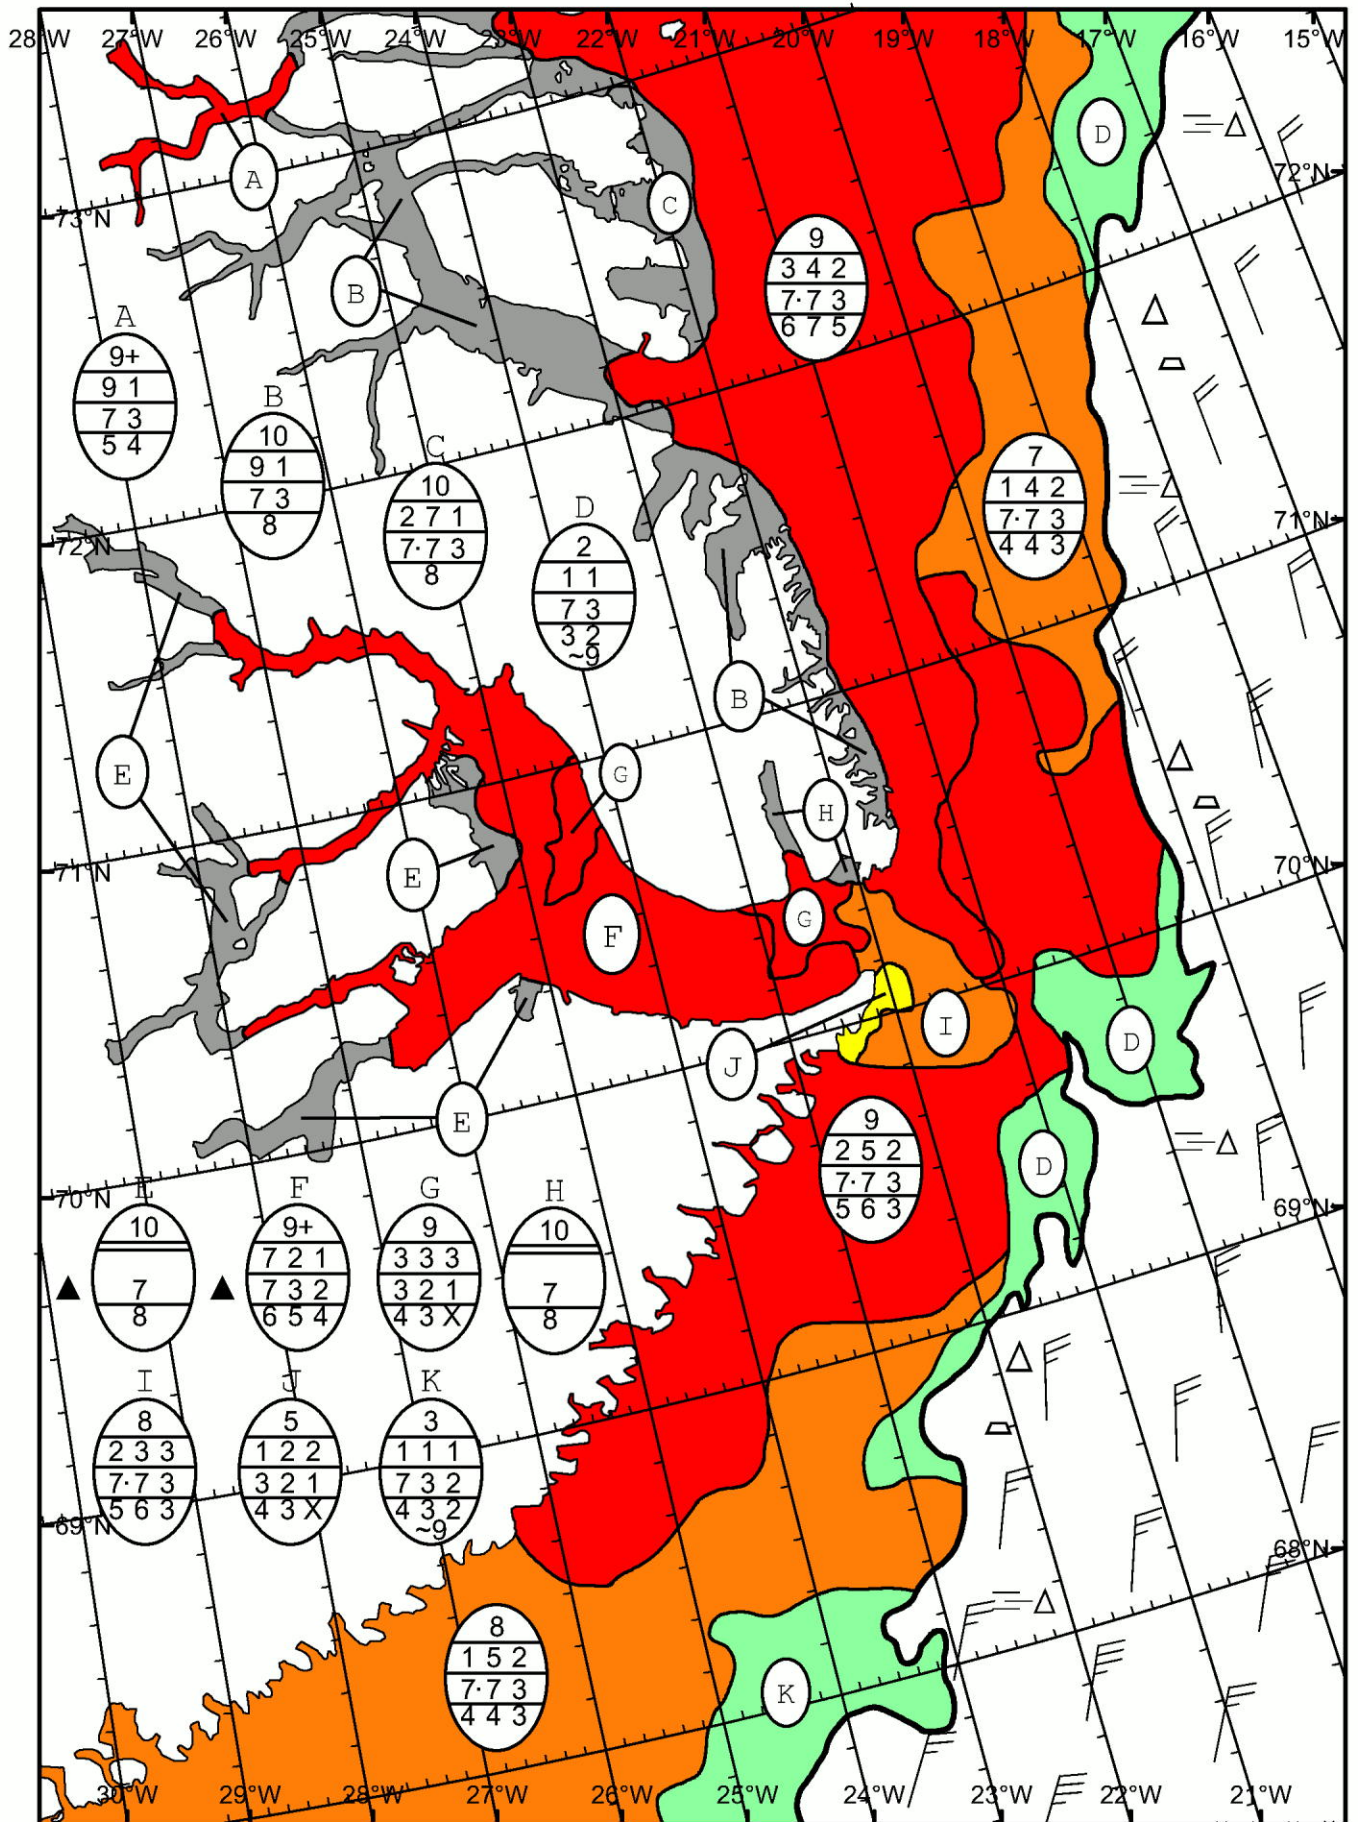 28°W 27°W 26°W 25°W 24°W 23°W 22°W 21°W 20°W 19°W 18°W 17°W 16°W 15°W
D
72°N
A
C
73°N
9
3 4 2
7·7 3
6 7 5
B
A
9+
9 1
7 3
5 4
B
10
9 1
7 3
8
C
10
2 7 1
7·7 3
8
D
2
1 1
7 3
3 2
~9
7
1 4 2
7·7 3
4 4 3
71°N
72°N
B
E
G
H
E
71°N
70°N
G
F
I
D
J
E
9
2 5 2
7·7 3
5 6 3
D
70°N
69°N
E
10
7
8
F
9+
7 2 1
7 3 2
6 5 4
G
9
3 3 3
3 2 1
4 3 X
H
10
7
8
I
8
2 3 3
7·7 3
5 6 3
J
5
1 2 2
3 2 1
4 3 X
K
3
1 1 1
7 3 2
4 3 2
~9
69°N
68°N
8
1 5 2
7·7 3
4 4 3
K
30°W 29°W 28°W 27°W 26°W 25°W 24°W 23°W 22°W 21°W